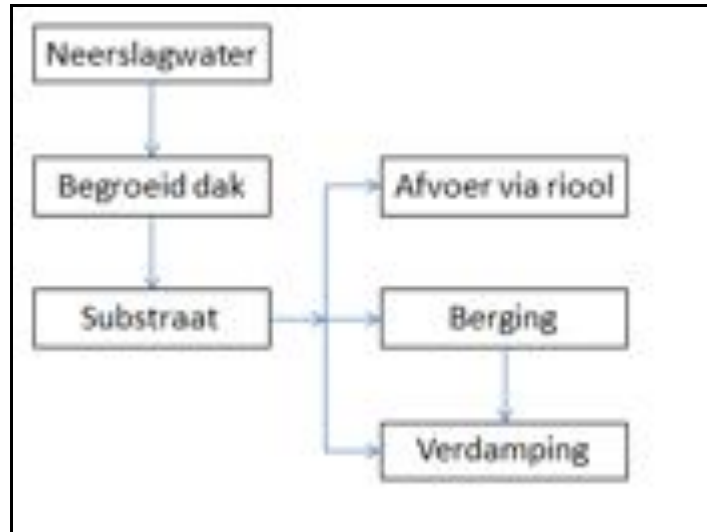 Neerslagwater
Begroeid dak
Afvoer via riool
Substraat
Berging
Verdamping